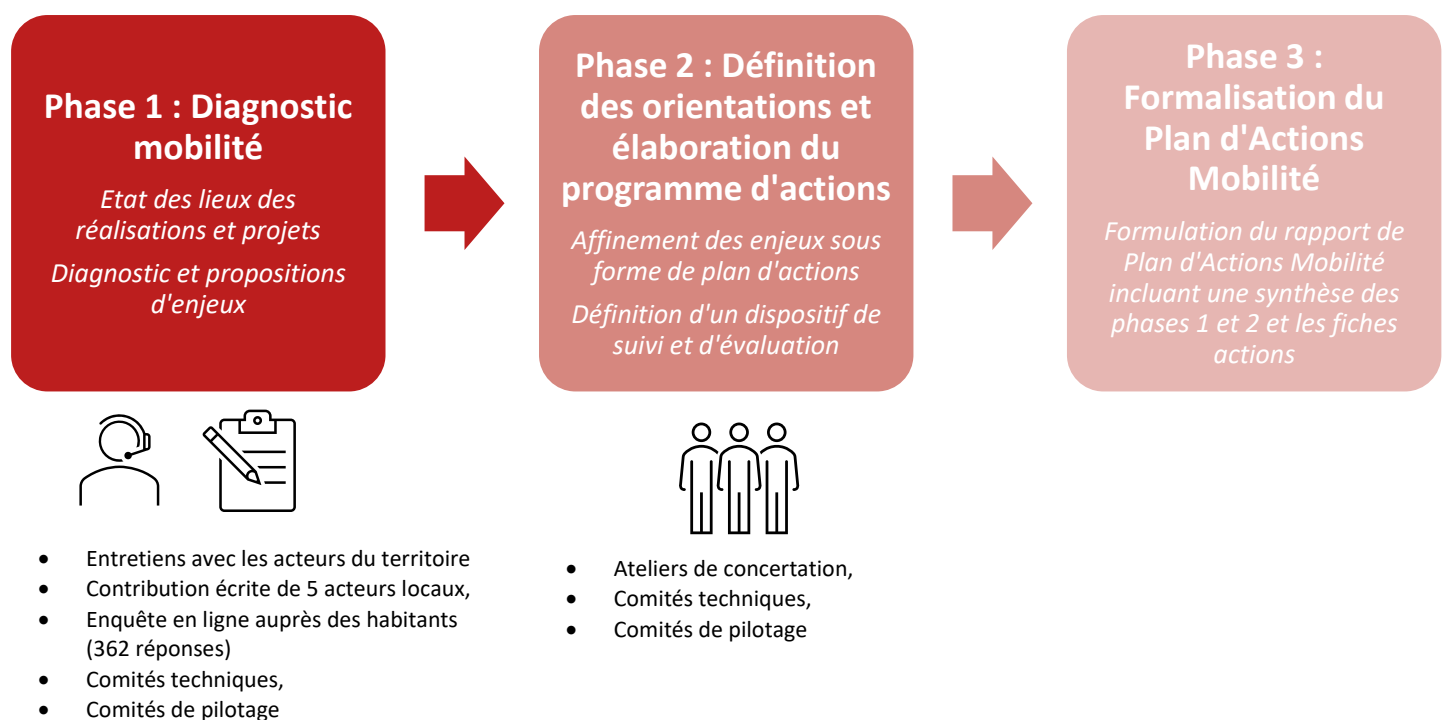 Phase 1 : Diagnostic
mobilité
Etat des lieux des
réalisations et projets
Diagnostic et propositions
d'enjeux
Phase 2 : Définition
des orientations et
élaboration du
programme d'actions
Affinement des enjeux sous
forme de plan d'actions
Définition d'un dispositif de
suivi et d'évaluation
Phase 3 :
Formalisation du
Plan d'Actions
Mobilité
Formulation du rapport de
Plan d'Actions Mobilité
incluant une synthèse des
phases 1 et 2 et les fiches
actions
• Entretiens avec les acteurs du territoire
• Contribution écrite de 5 acteurs locaux,
• Enquête en ligne auprès des habitants
(362 réponses)
• Comités techniques,
• Comités de pilotage
• Ateliers de concertation,
• Comités techniques,
• Comités de pilotage